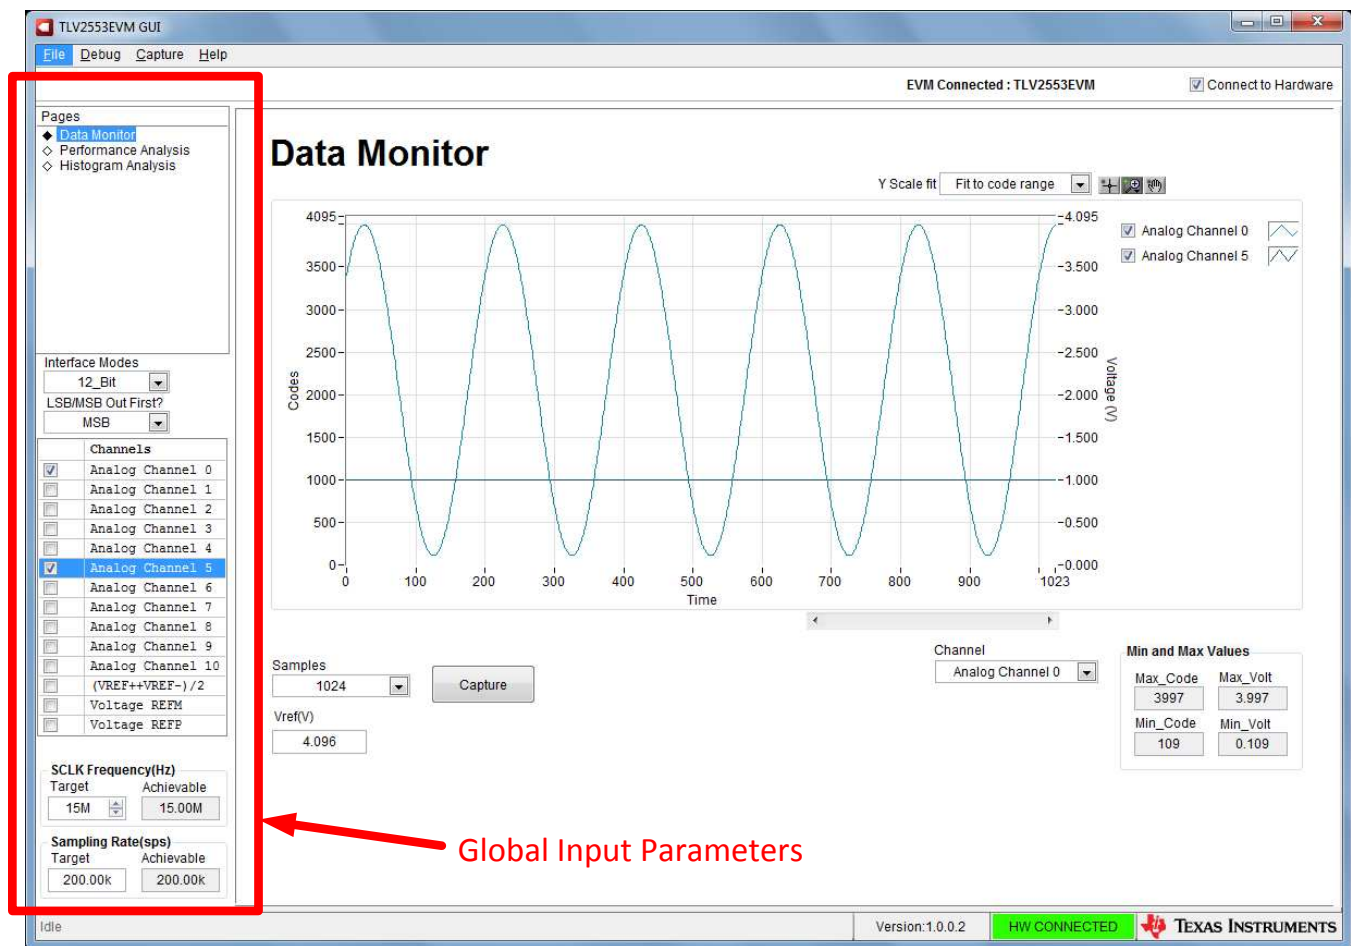 TLV2553EVM GUI
File Debug Capture Help
EVM Connected : TLV2553EVM
Connect to Hardware
Pages
Data Monitor
Performance Analysis
Histogram Analysis
Interface Modes
12_Bit
LSB/MSB Out First?
MSB
Channels
Analog Channel 0
Analog Channel 1
Analog Channel 2
Analog Channel 3
Analog Channel 4
Analog Channel 5
Analog Channel 6
Analog Channel 7
Analog Channel 8
Analog Channel 9
Analog Channel 10
(VREF++VREF-)/2
Voltage REFM
Voltage REFP
SCLK Frequency(Hz)
Target Achievable
15M 15.00M
Sampling Rate(sps)
Target Achievable
200.00k 200.00k
Data Monitor
Y Scale fit Fit to code range
4095
3500
3000
2500
2000
1500
1000
500
0
Codes
4.095
3.500
3.000
2.500
2.000
1.500
1.000
0.500
0.000
Voltage (V)
0 100 200 300 400 500 600 700 800 900 1023
Time
Analog Channel 0
Analog Channel 5
Samples
1024
Capture
Vref(V)
4.096
Channel
Analog Channel 0
Min and Max Values
Max_Code Max_Volt
3997 3.997
Min_Code Min_Volt
109 0.109
Global Input Parameters
Idle
Version:1.0.0.2
HW CONNECTED
TEXAS INSTRUMENTS